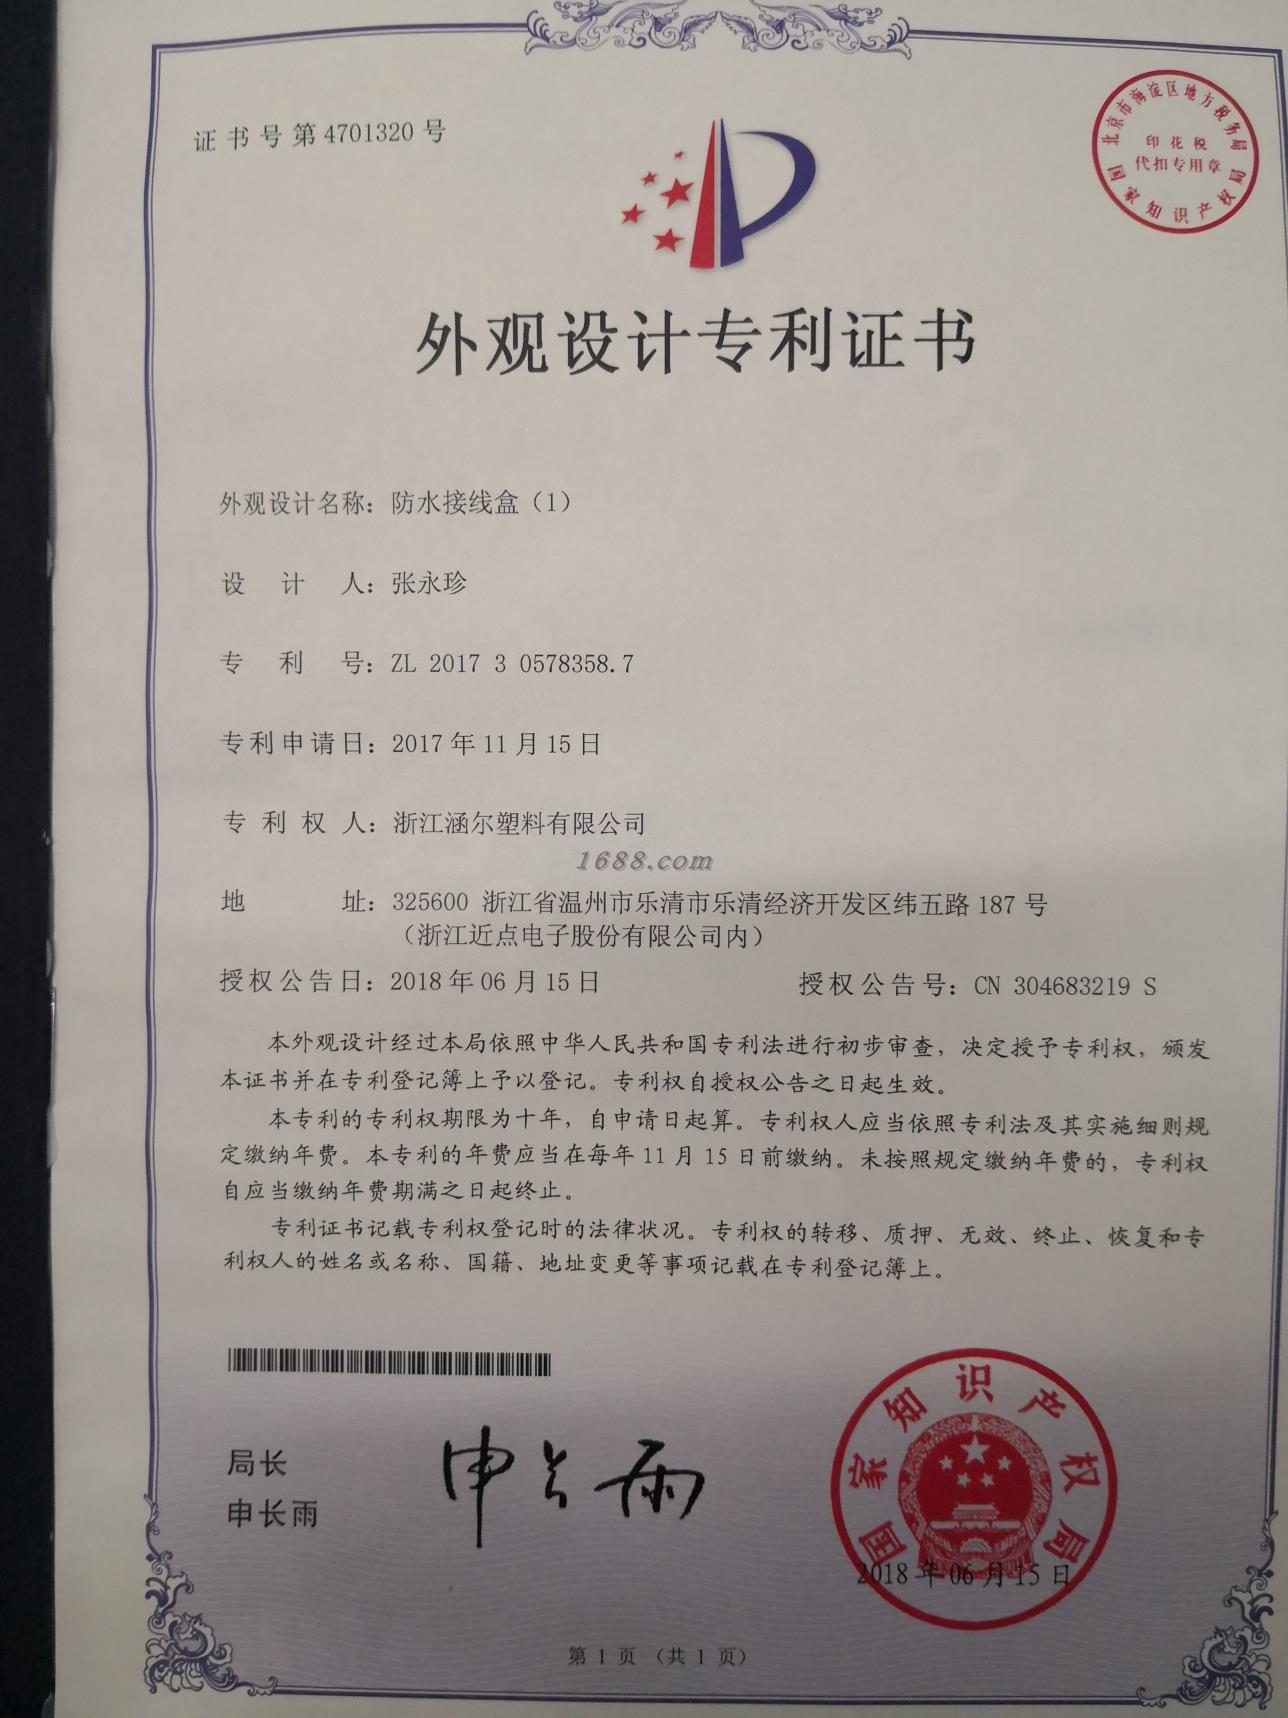 证书号第4701320号
北京市海淀区地方税务局
印花税
代扣专用章
国家知识产权局
外观设计专利证书
外观设计名称：防水接线盒（1）
设计人：张永珍
专利号：ZL 2017 3 0578358.7
专利申请日：2017年11月15日
专利权人：浙江涵尔塑料有限公司
1688.com
地址：325600 浙江省温州市乐清市乐清经济开发区纬五路187号
（浙江近点电子股份有限公司内）
授权公告日：2018年06月15日 授权公告号：CN 304683219 S
本外观设计经过本局依照中华人民共和国专利法进行初步审查，决定授予专利权，颁发
本证书并在专利登记簿上予以登记。专利权自授权公告之日起生效。
本专利的专利权期限为十年，自申请日起算。专利权人应当依照专利法及其实施细则规
定缴纳年费。本专利的年费应当在每年11月15日前缴纳。未按照规定缴纳年费的，专利权
自应当缴纳年费期满之日起终止。
专利证书记载专利权登记时的法律状况。专利权的转移、质押、无效、终止、恢复和专
利权人的姓名或名称、国籍、地址变更等事项记载在专利登记簿上。
局长
申长雨
申长雨
国家知识产权局
2018年06月15日
第1页（共1页）